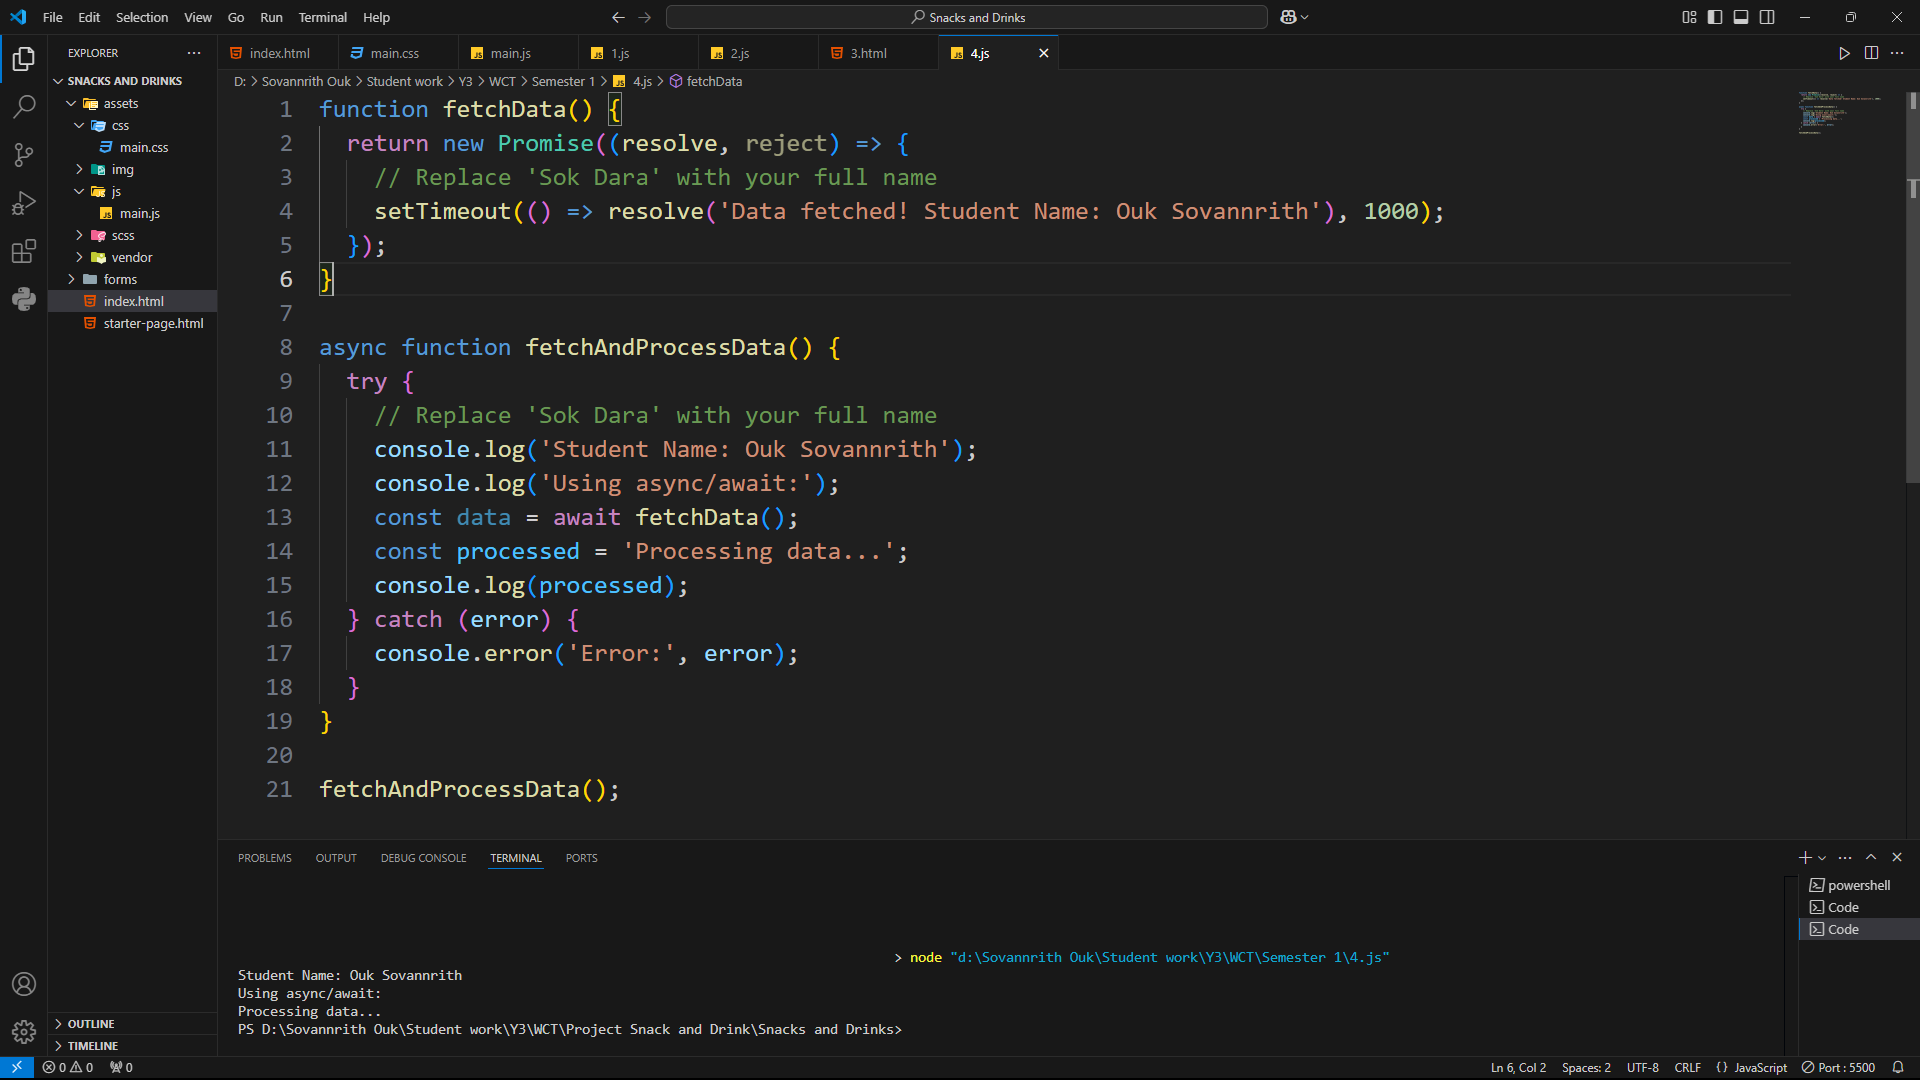 File Edit Selection View Go Run Terminal Help
Snacks and Drinks
EXPLORER
SNACKS AND DRINKS
assets
css
main.css
img
js
main.js
scss
vendor
forms
index.html
starter-page.html
OUTLINE
TIMELINE
index.html main.css main.js 1.js 2.js 3.html 4.js
D: > Sovannrith Ouk > Student work > Y3 > WCT > Semester 1 > 4.js > fetchData
1 function fetchData() {
2 return new Promise((resolve, reject) => {
3 // Replace 'Sok Dara' with your full name
4 setTimeout(() => resolve('Data fetched! Student Name: Ouk Sovannrith'), 1000);
5 });
6 }
7
8 async function fetchAndProcessData() {
9 try {
10 // Replace 'Sok Dara' with your full name
11 console.log('Student Name: Ouk Sovannrith');
12 console.log('Using async/await:');
13 const data = await fetchData();
14 const processed = 'Processing data...';
15 console.log(processed);
16 } catch (error) {
17 console.error('Error:', error);
18 }
19 }
20
21 fetchAndProcessData();
PROBLEMS OUTPUT DEBUG CONSOLE TERMINAL PORTS
> node "d:\Sovannrith Ouk\Student work\Y3\WCT\Semester 1\4.js"
Student Name: Ouk Sovannrith
Using async/await:
Processing data...
PS D:\Sovannrith Ouk\Student work\Y3\WCT\Project Snack and Drink\Snacks and Drinks>
powershell
Code
Code
0 0 0
Ln 6, Col 2 Spaces: 2 UTF-8 CRLF {} JavaScript Port : 5500